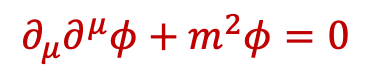 ∂_μ∂^μϕ + m²ϕ = 0